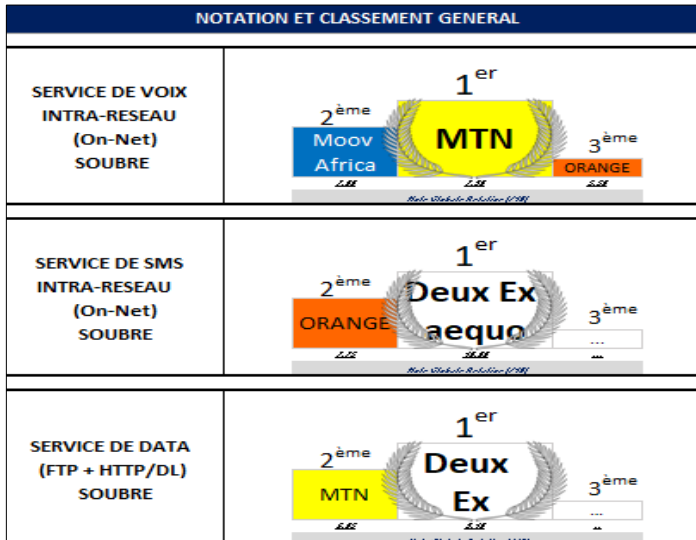 NOTATION ET CLASSEMENT GENERAL
SERVICE DE VOIX
INTRA-RESEAU
(On-Net)
SOUBRE
1er
2ème
3ème
Moov
Africa
MTN
ORANGE
SERVICE DE SMS
INTRA-RESEAU
(On-Net)
SOUBRE
1er
2ème
3ème
ORANGE
Deux Ex
aequo
...
SERVICE DE DATA
(FTP + HTTP/DL)
SOUBRE
1er
2ème
3ème
MTN
Deux
Ex
...